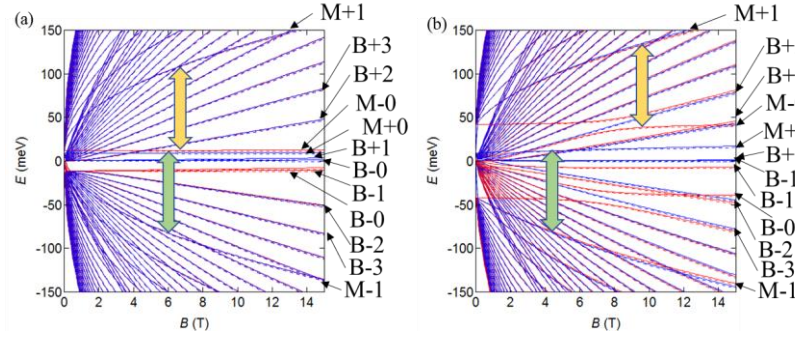 (a)
M+1
150
100
50
0
-50
-100
-150
E (meV)
0 2 4 6 8 10 12 14
B (T)
B+3
B+2
M-0
M+0
B+1
B-0
B-1
B-0
B-2
B-3
M-1
(b)
M+1
150
100
50
0
-50
-100
-150
E (meV)
0 2 4 6 8 10 12 14
B (T)
B+
B+
M-
M+
B+
B-1
B-1
B-0
B-2
B-3
M-1